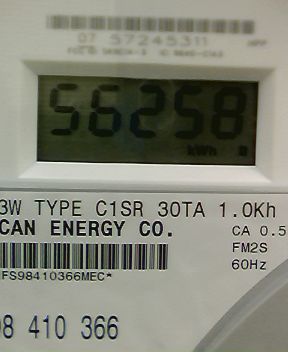 07 57245311
56258
kWh
3W TYPE C1SR 30TA 1.0Kh
CAN ENERGY CO.
CA 0.5
FM2S
60Hz
FS98410366MEC*
98 410 366